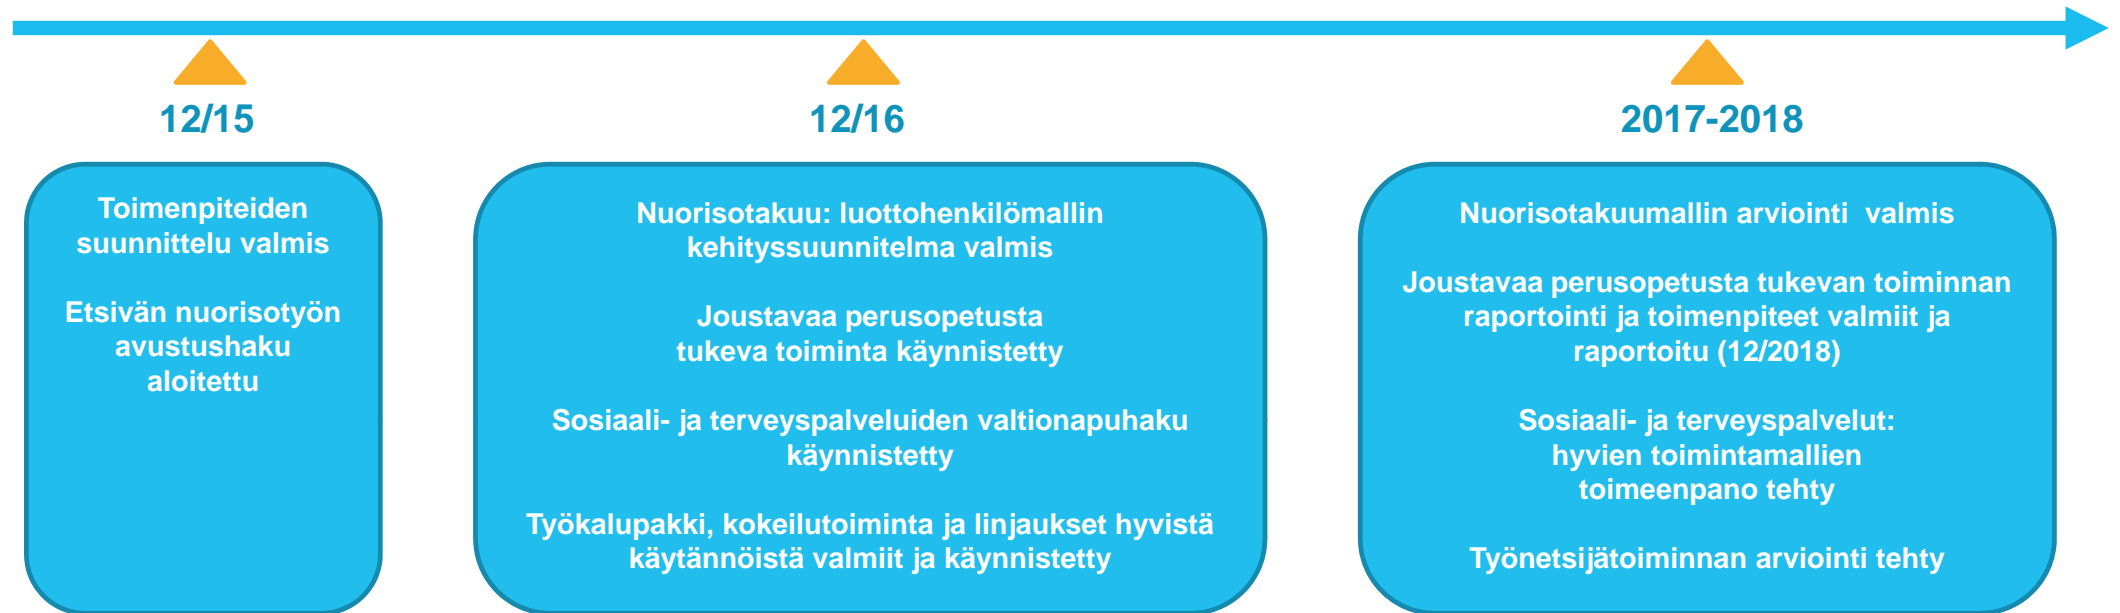 12/15
Toimenpiteiden
suunnittelu valmis
Etsivän nuorisotyön
avustushaku
aloitettu
12/16
Nuorisotakuu: luottohenkilömallin
kehityssuunnitelma valmis
Joustavaa perusopetusta
tukeva toiminta käynnistetty
Sosiaali- ja terveyspalveluiden valtionapuhaku
käynnistetty
Työkalupakki, kokeilutoiminta ja linjaukset hyvistä
käytännöistä valmiit ja käynnistetty
2017-2018
Nuorisotakuumallin arviointi  valmis
Joustavaa perusopetusta tukevan toiminnan
raportointi ja toimenpiteet valmiit ja
raportoitu (12/2018)
Sosiaali- ja terveyspalvelut:
hyvien toimintamallien
toimeenpano tehty
Työnetsijätoiminnan arviointi tehty